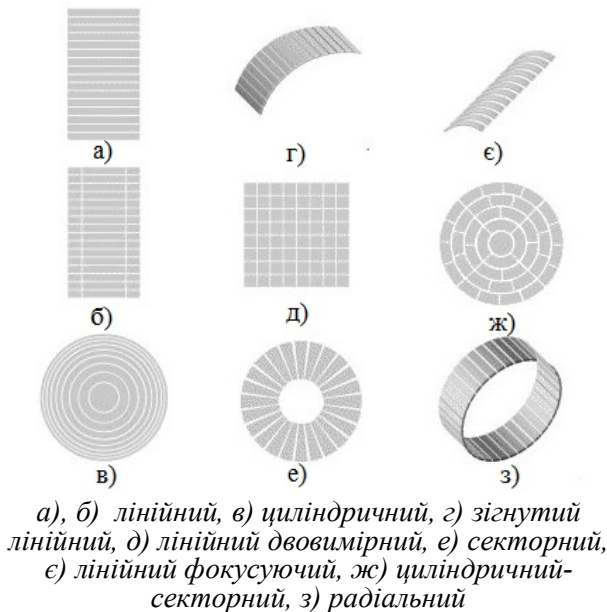 а) г) є)
б) д) ж)
в) е) з)
а), б) лінійний, в) циліндричний, г) зігнутий
лінійний, д) лінійний двовимірний, е) секторний,
є) лінійний фокусуючий, ж) циліндричний-
секторний, з) радіальний